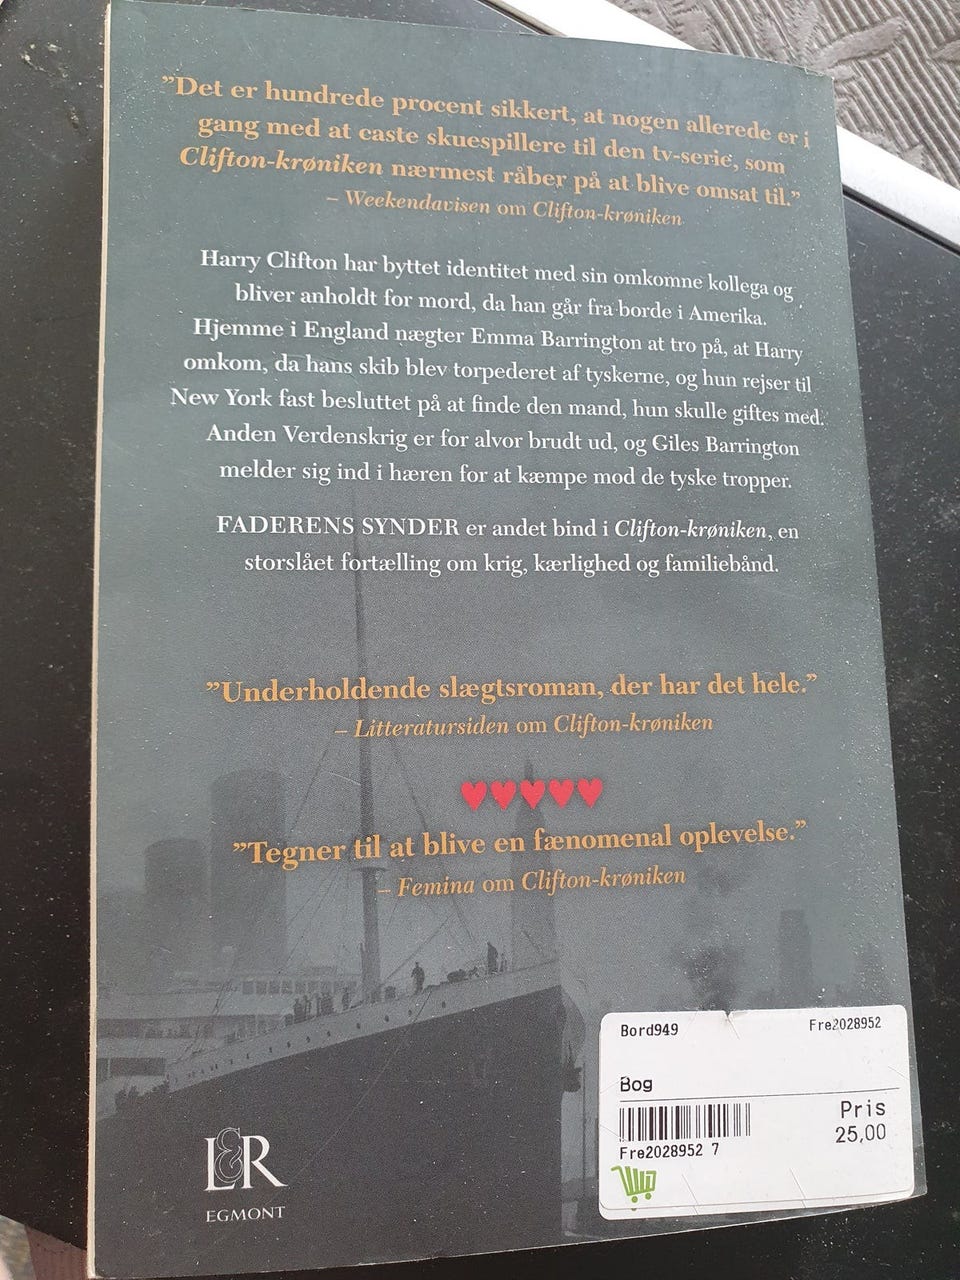 ”Det er hundrede procent sikkert, at nogen allerede er i
gang med at caste skuespillere til den tv-serie, som
Clifton-krøniken nærmest råber på at blive omsat til.”
– Weekendavisen om Clifton-krøniken
Harry Clifton har byttet identitet med sin omkomne kollega og
bliver anholdt for mord, da han går fra borde i Amerika.
Hjemme i England nægter Emma Barrington at tro på, at Harry
omkom, da hans skib blev torpederet af tyskerne, og hun rejser til
New York fast besluttet på at finde den mand, hun skulle giftes med.
Anden Verdenskrig er for alvor brudt ud, og Giles Barrington
melder sig ind i hæren for at kæmpe mod de tyske tropper.
FADERENS SYNDER er andet bind i Clifton-krøniken, en
storslået fortælling om krig, kærlighed og familiebånd.
”Underholdende slægtsroman, der har det hele.”
– Litteratursiden om Clifton-krøniken
”Tegner til at blive en fænomenal oplevelse.”
– Femina om Clifton-krøniken
Bord949 Fre2028952
Bog
Pris
25,00
Fre2028952 7
L&R
EGMONT